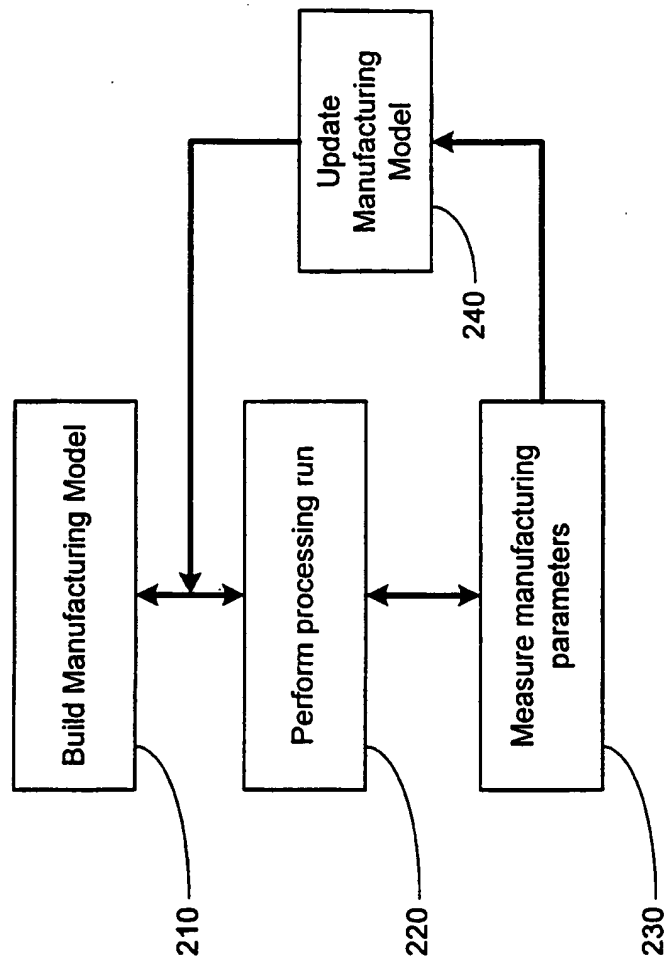 Build Manufacturing Model
210
Perform processing run
220
Measure manufacturing
parameters
230
Update
Manufacturing
Model
240